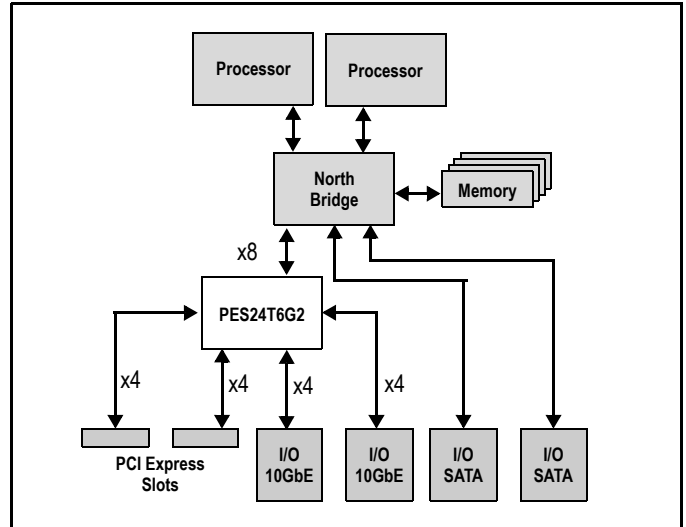 Processor
Processor
North
Bridge
Memory
x8
PES24T6G2
x4
x4
x4
x4
PCI Express
Slots
I/O
10GbE
I/O
10GbE
I/O
SATA
I/O
SATA